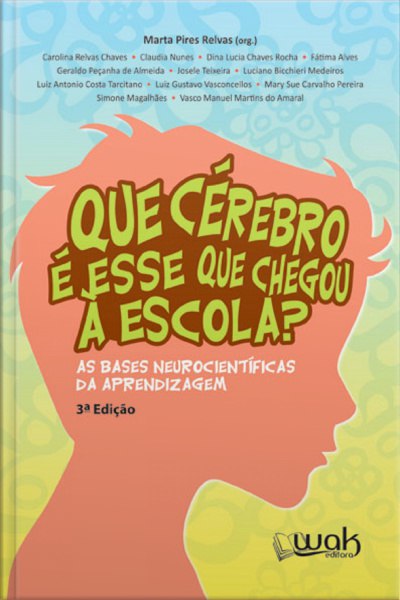 Marta Pires Relvas (org.)
Carolina Relvas Chaves • Claudia Nunes • Dina Lucia Chaves Rocha • Fátima Alves
Geraldo Peçanha de Almeida • Josele Teixeira • Luciano Bicchieri Medeiros
Luiz Antonio Costa Tarcitano • Luiz Gustavo Vasconcellos • Mary Sue Carvalho Pereira
Simone Magalhães • Vasco Manuel Martins do Amaral
QUE CÉREBRO
É ESSE QUE CHEGOU
À ESCOLA?
AS BASES NEUROCIENTÍFICAS
DA APRENDIZAGEM
3ª Edição
wak
editora